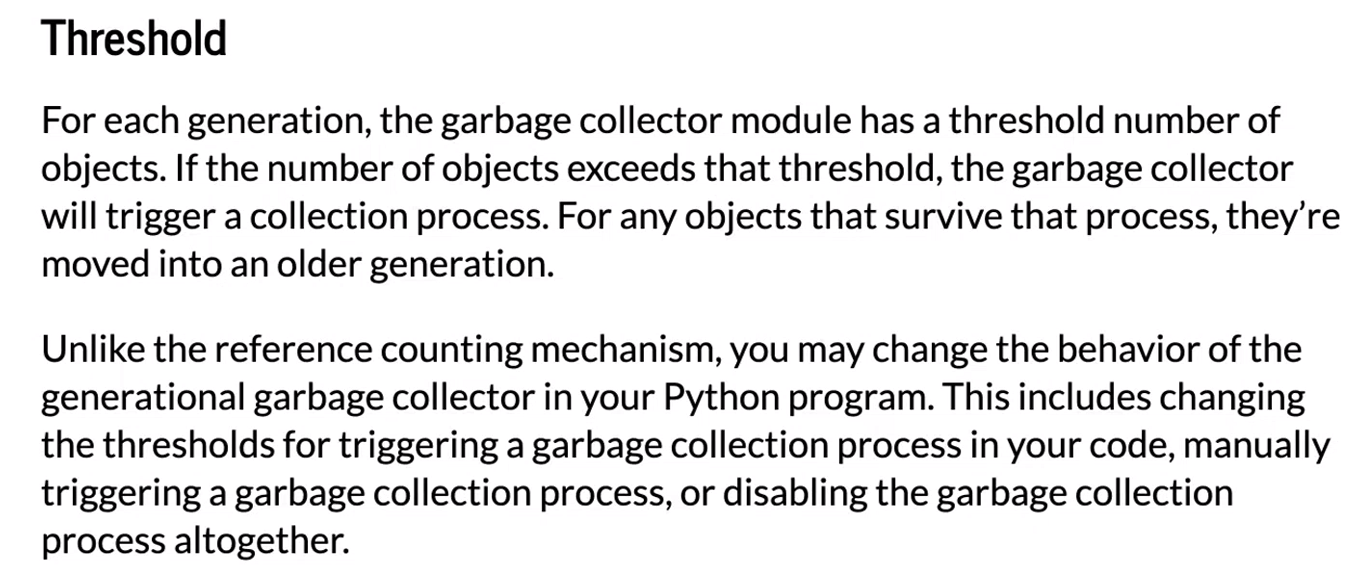 Threshold
For each generation, the garbage collector module has a threshold number of
objects. If the number of objects exceeds that threshold, the garbage collector
will trigger a collection process. For any objects that survive that process, they’re
moved into an older generation.
Unlike the reference counting mechanism, you may change the behavior of the
generational garbage collector in your Python program. This includes changing
the thresholds for triggering a garbage collection process in your code, manually
triggering a garbage collection process, or disabling the garbage collection
process altogether.